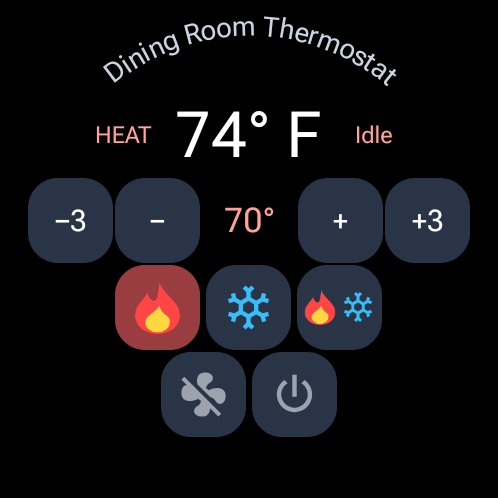 Dining Room Thermostat
HEAT 74° F Idle
−3 − 70° + +3